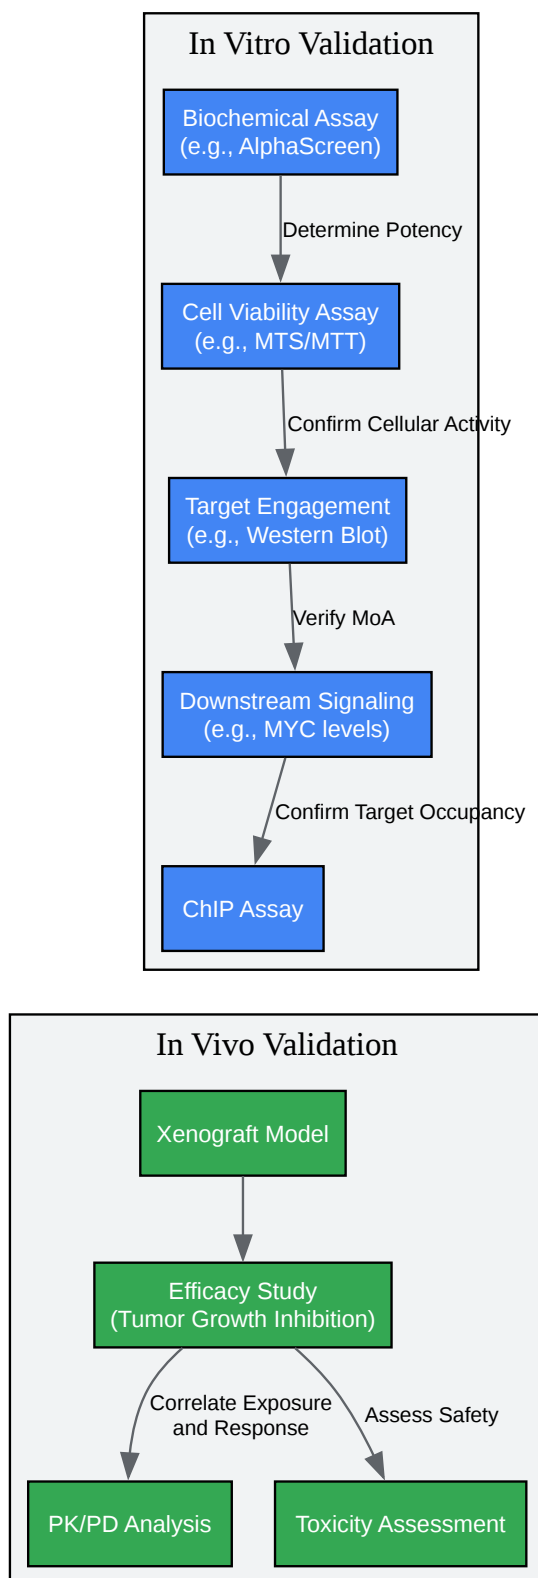 In Vitro Validation
Biochemical Assay
(e.g., AlphaScreen)
Determine Potency
Cell Viability Assay
(e.g., MTS/MTT)
Confirm Cellular Activity
Target Engagement
(e.g., Western Blot)
Verify MoA
Downstream Signaling
(e.g., MYC levels)
Confirm Target Occupancy
ChIP Assay
In Vivo Validation
Xenograft Model
Efficacy Study
(Tumor Growth Inhibition)
Correlate Exposure
and Response
Assess Safety
PK/PD Analysis
Toxicity Assessment